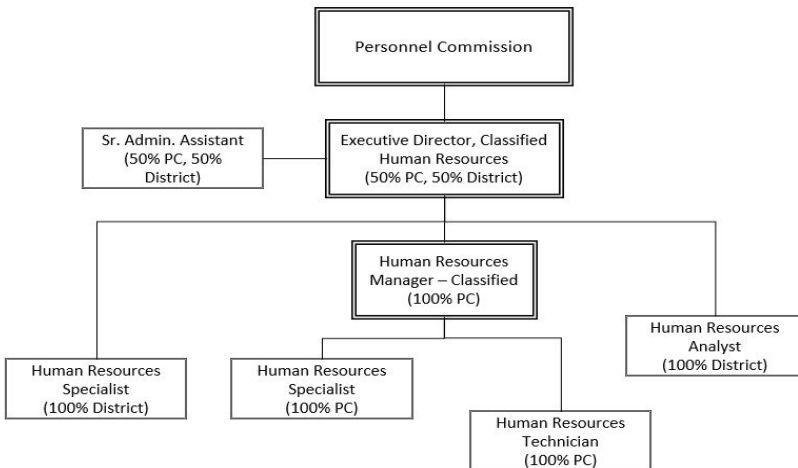 Personnel Commission
Sr. Admin. Assistant
(50% PC, 50%
District)
Executive Director, Classified
Human Resources
(50% PC, 50% District)
Human Resources
Manager – Classified
(100% PC)
Human Resources
Analyst
(100% District)
Human Resources
Specialist
(100% District)
Human Resources
Specialist
(100% PC)
Human Resources
Technician
(100% PC)